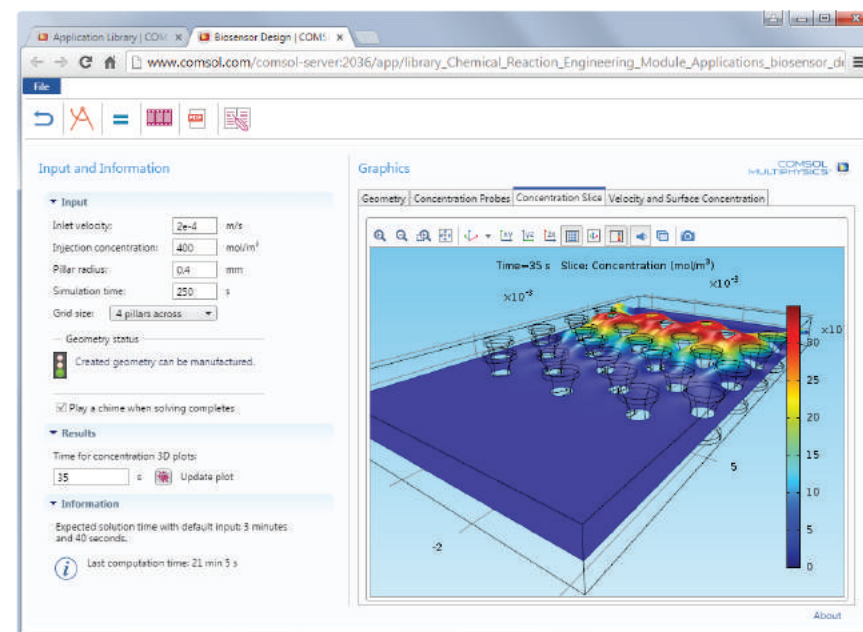 Application Library | COM
Biosensor Design | COMS
www.comsol.com/comsol-server:2036/app/library_Chemical_Reaction_Engineering_Module_Applications_biosensor_de
File
Input and Information
Input
Inlet velocity: 2e-4 m/s
Injection concentration: 400 mol/m³
Pillar radius: 0.4 mm
Simulation time: 250 s
Grid size: 4 pillars across
Geometry status
Created geometry can be manufactured.
Play a chime when solving completes
Results
Time for concentration 3D plots:
35 s Update plot
Information
Expected solution time with default input: 3 minutes
and 40 seconds.
i Last computation time: 21 min 5 s
Graphics
COMSOL
MULTIPHYSICS
Geometry Concentration Probes Concentration Slice Velocity and Surface Concentration
xy yz zx
Time=35 s Slice: Concentration (mol/m³)
×10⁻³
×10⁻³
×10
30
25
20
15
10
5
0
5
-2
About